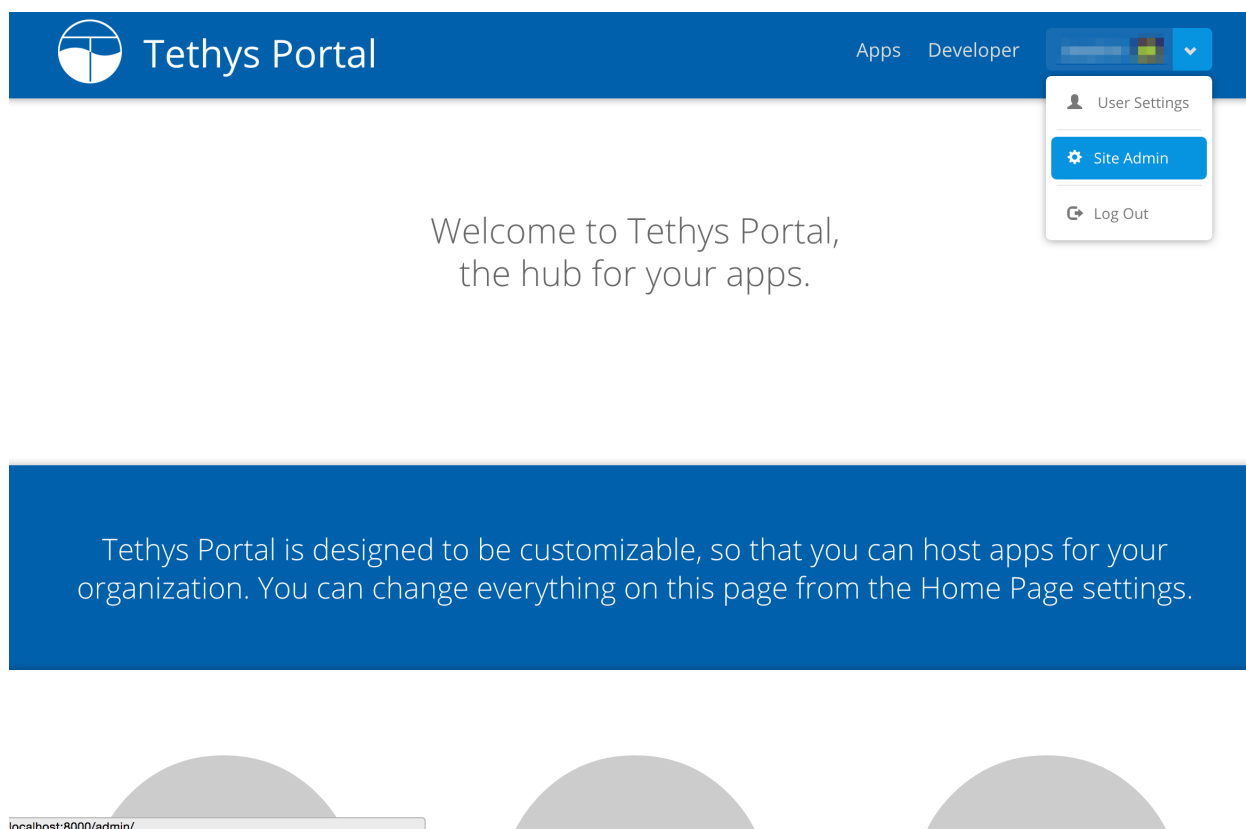 Tethys Portal
Apps
Developer
User Settings
Site Admin
Log Out
Welcome to Tethys Portal,
the hub for your apps.
Tethys Portal is designed to be customizable, so that you can host apps for your
organization. You can change everything on this page from the Home Page settings.
localhost:8000/admin/